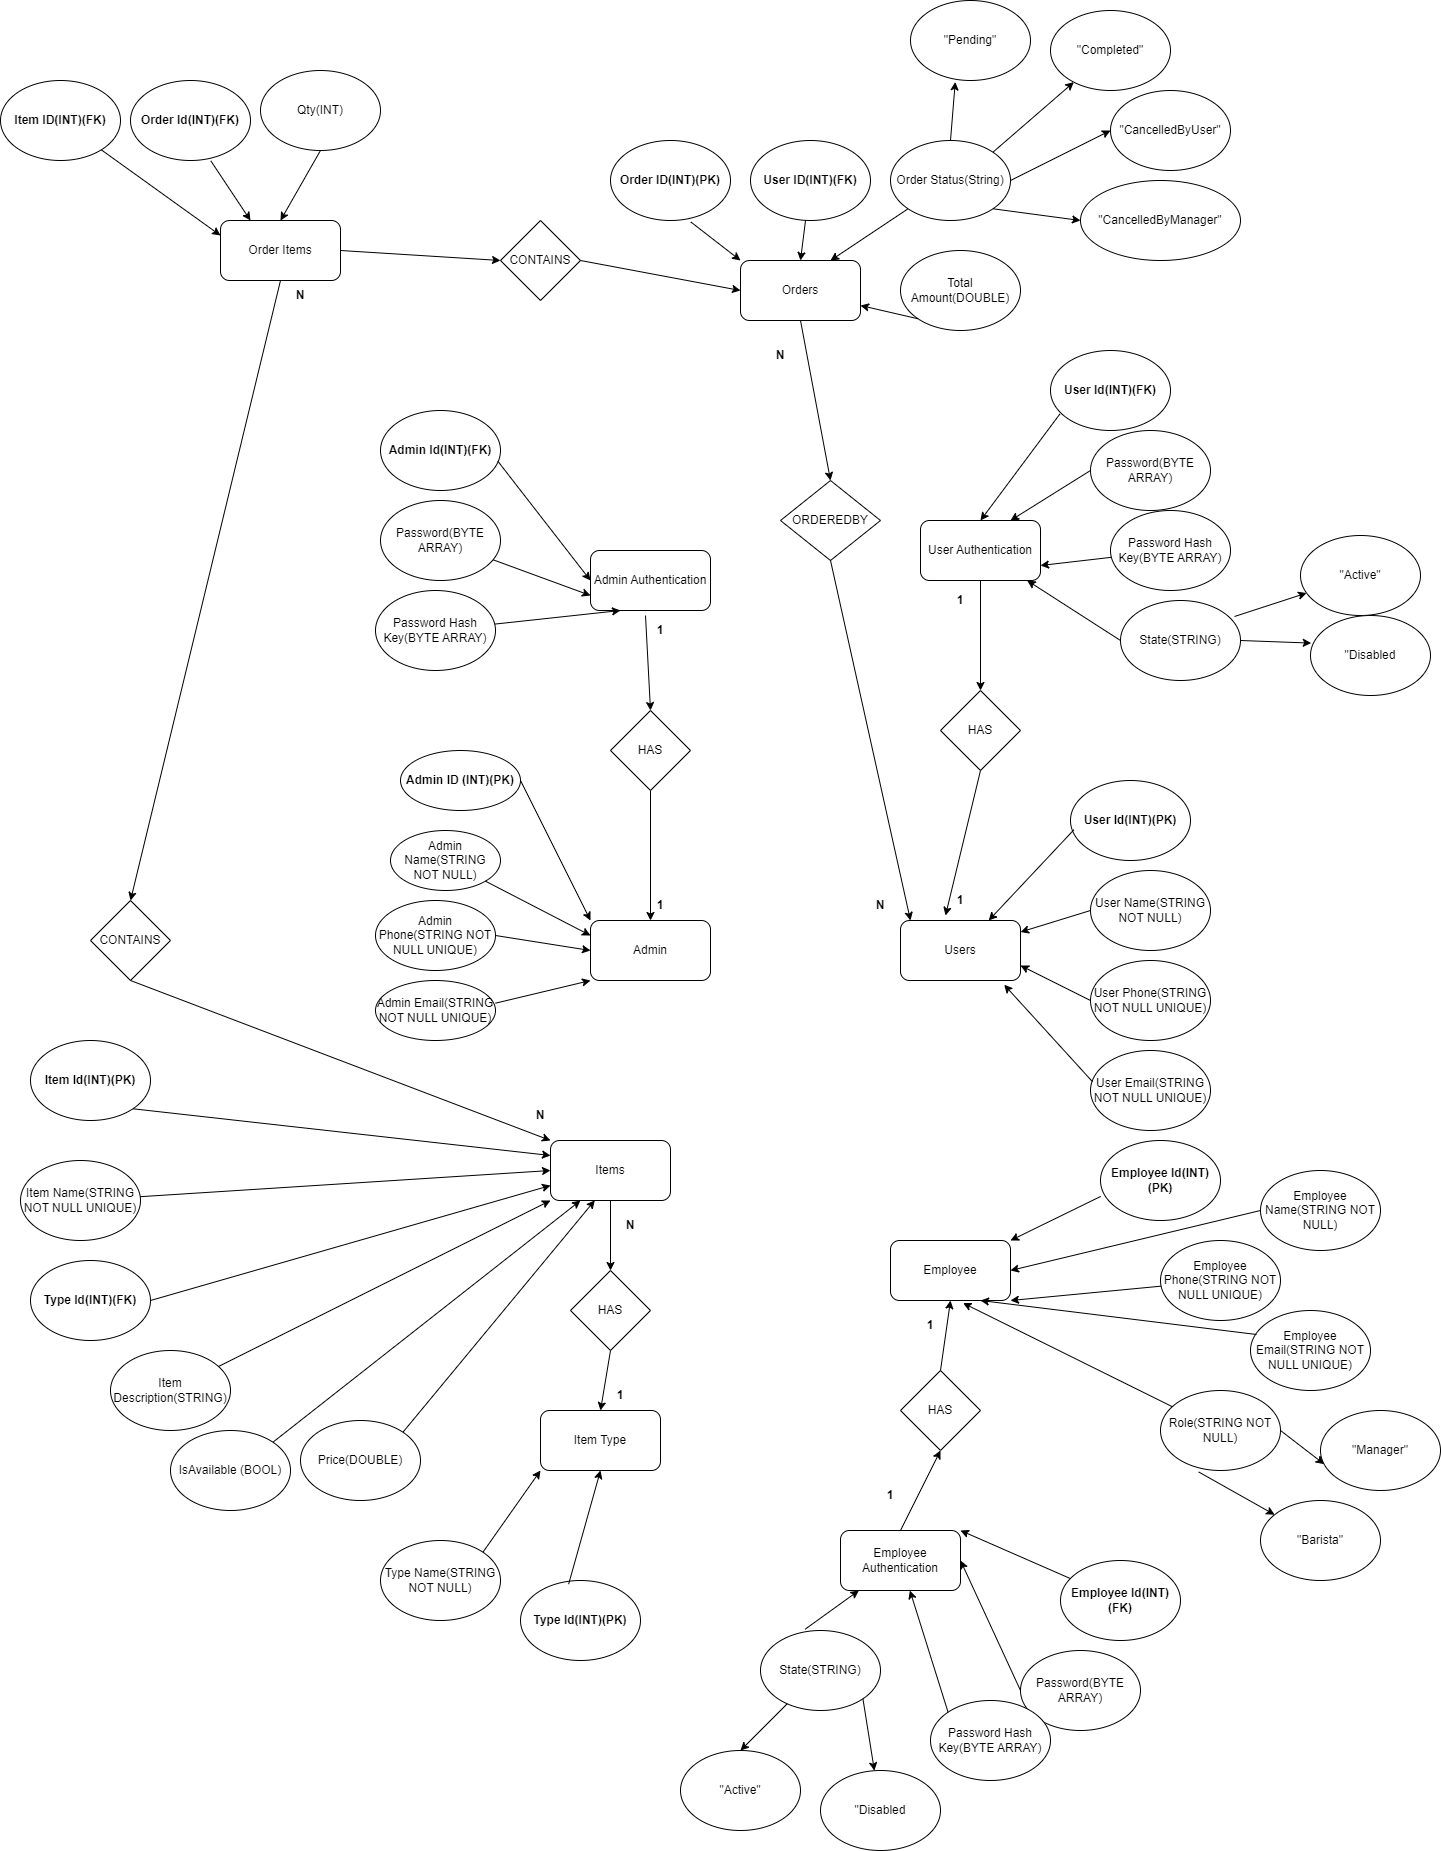 "Pending"
"Completed"
Item ID(INT)(FK)
Order Id(INT)(FK)
Qty(INT)
"CancelledByUser"
Order ID(INT)(PK)
User ID(INT)(FK)
Order Status(String)
"CancelledByManager"
Order Items
CONTAINS
Orders
Total
Amount(DOUBLE)
N
N
User Id(INT)(FK)
Admin Id(INT)(FK)
Password(BYTE
ARRAY)
ORDEREDBY
Password(BYTE
ARRAY)
User Authentication
Password Hash
Key(BYTE ARRAY)
Admin Authentication
"Active"
1
Password Hash
Key(BYTE ARRAY)
1
State(STRING)
"Disabled
HAS
HAS
Admin ID (INT)(PK)
User Id(INT)(PK)
Admin
Name(STRING
NOT NULL)
1
N
1
User Name(STRING
NOT NULL)
Admin
Phone(STRING NOT
NULL UNIQUE)
CONTAINS
Admin
Users
Admin Email(STRING
NOT NULL UNIQUE)
User Phone(STRING
NOT NULL UNIQUE)
Item Id(INT)(PK)
User Email(STRING
NOT NULL UNIQUE)
N
Items
Employee Id(INT)
(PK)
Item Name(STRING
NOT NULL UNIQUE)
Employee
Name(STRING NOT
NULL)
N
Employee
Employee
Phone(STRING NOT
NULL UNIQUE)
Type Id(INT)(FK)
HAS
1
Employee
Email(STRING NOT
NULL UNIQUE)
Item
Description(STRING)
1
HAS
Role(STRING NOT
NULL)
Item Type
"Manager"
IsAvailable (BOOL)
Price(DOUBLE)
1
"Barista"
Employee
Authentication
Type Name(STRING
NOT NULL)
Employee Id(INT)
(FK)
Type Id(INT)(PK)
State(STRING)
Password(BYTE
ARRAY)
Password Hash
Key(BYTE ARRAY)
"Active"
"Disabled